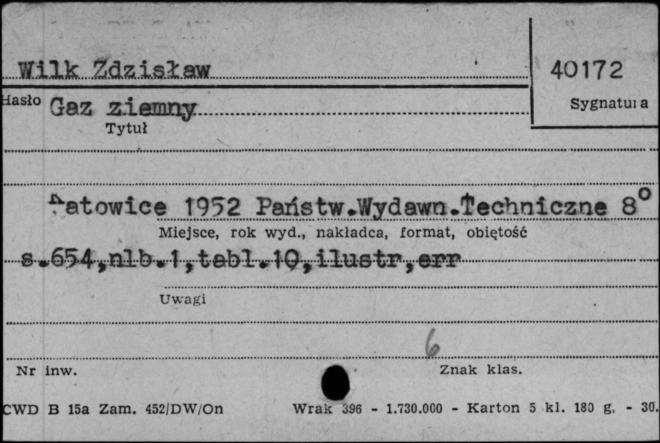 Wilk Zdzisław
40172
Hasło Gaz ziemny
Sygnatura
Tytuł
Katowice 1952 Państw.Wydawn.Techniczne 8°
Miejsce, rok wyd., nakładca, format, obiętość
s.654,nlb.1,tabl.10,ilustr,err
Uwagi
6
Nr inw.
Znak klas.
CWD B 15a Zam. 452/DW/On Wrak 396 - 1.730.000 - Karton 5 kl. 180 g. - 30.